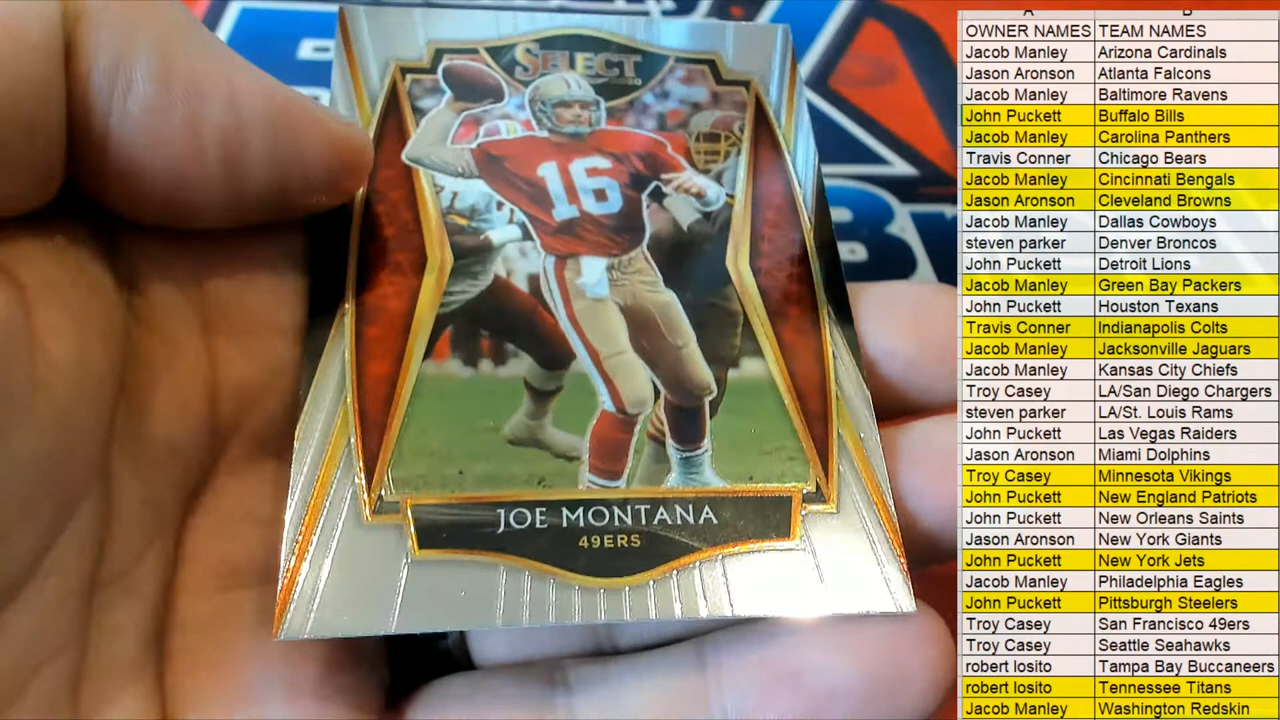 SELECT
2020
16
JOE MONTANA
49ERS
A B
OWNER NAMES TEAM NAMES
Jacob Manley Arizona Cardinals
Jason Aronson Atlanta Falcons
Jacob Manley Baltimore Ravens
John Puckett Buffalo Bills
Jacob Manley Carolina Panthers
Travis Conner Chicago Bears
Jacob Manley Cincinnati Bengals
Jason Aronson Cleveland Browns
Jacob Manley Dallas Cowboys
steven parker Denver Broncos
John Puckett Detroit Lions
Jacob Manley Green Bay Packers
John Puckett Houston Texans
Travis Conner Indianapolis Colts
Jacob Manley Jacksonville Jaguars
Jacob Manley Kansas City Chiefs
Troy Casey LA/San Diego Chargers
steven parker LA/St. Louis Rams
John Puckett Las Vegas Raiders
Jason Aronson Miami Dolphins
Troy Casey Minnesota Vikings
John Puckett New England Patriots
John Puckett New Orleans Saints
Jason Aronson New York Giants
John Puckett New York Jets
Jacob Manley Philadelphia Eagles
John Puckett Pittsburgh Steelers
Troy Casey San Francisco 49ers
Troy Casey Seattle Seahawks
robert losito Tampa Bay Buccaneers
robert losito Tennessee Titans
Jacob Manley Washington Redskin